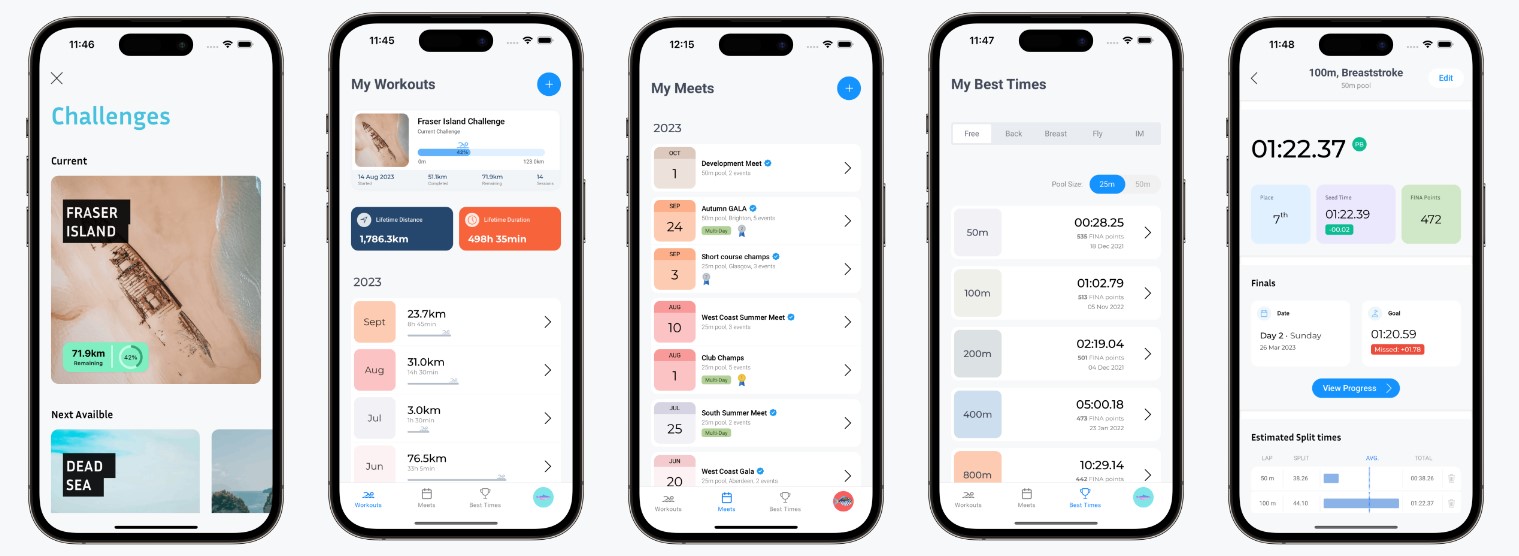 11:46
Challenges
Current
FRASER
ISLAND
71.9km
Remaining
42%
Next Availble
DEAD
SEA
11:45
My Workouts
Fraser Island Challenge
Current Challenge
42%
0m
123.0km
14 Aug 2023
51.1km
71.9km
14
Started
Completed
Remaining
Sessions
Lifetime Distance
1,786.3km
Lifetime Duration
498h 35min
2023
Sept
23.7km
8h 45min
Aug
31.0km
14h 30min
Jul
3.0km
1h 30min
Jun
76.5km
33h 5min
Workouts
Meets
Best Times
12:15
My Meets
2023
OCT
1
Development Meet
50m pool, 2 events
SEP
24
Autumn GALA
50m pool, Brighton, 5 events
Multi-Day
SEP
3
Short course champs
25m pool, Glasgow, 3 events
AUG
10
West Coast Summer Meet
25m pool, 3 events
AUG
1
Club Champs
25m pool, 5 events
Multi-Day
JUL
25
South Summer Meet
50m pool, 3 events
Multi-Day
JUN
20
West Coast Gala
25m pool, Aberdeen, 2 events
Workouts
Meets
Best Times
11:47
My Best Times
Free
Back
Breast
Fly
IM
Pool Size:
25m
50m
50m
00:28.25
535 FINA points
18 Dec 2021
100m
01:02.79
513 FINA points
05 Nov 2022
200m
02:19.04
501 FINA points
04 Dec 2021
400m
05:00.18
473 FINA points
23 Jan 2022
800m
10:29.14
442 FINA points
Workouts
Meets
Best Times
11:48
100m, Breaststroke
50m pool
Edit
01:22.37
PB
Place
7th
Seed Time
01:22.39
-00.02
FINA Points
472
Finals
Date
Day 2 · Sunday
26 Mar 2023
Goal
01:20.59
Missed: +01.78
View Progress
Estimated Split times
LAP
SPLIT
AVG.
TOTAL
50 m
38.26
00:38.26
100 m
44.10
01:22.37